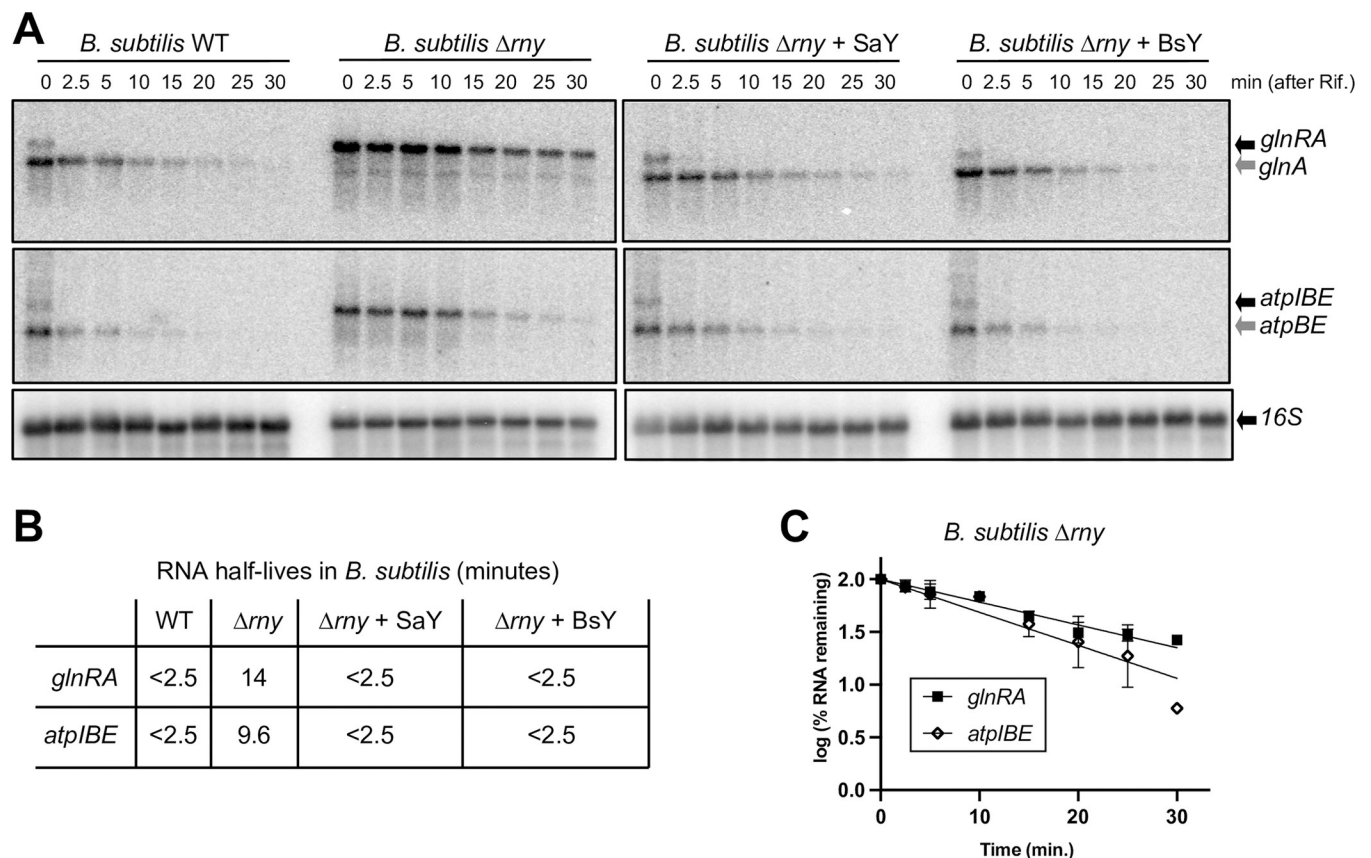 A
B. subtilis WT
B. subtilis Δrny
B. subtilis Δrny + SaY
B. subtilis Δrny + BsY
0 2.5 5 10 15 20 25 30 0 2.5 5 10 15 20 25 30 0 2.5 5 10 15 20 25 30 0 2.5 5 10 15 20 25 30 min (after Rif.)
glnRA
glnA
atpIBE
atpBE
16S
B
RNA half-lives in B. subtilis (minutes)
WT Δrny Δrny + SaY Δrny + BsY
glnRA <2.5 14 <2.5 <2.5
atpIBE <2.5 9.6 <2.5 <2.5
C
B. subtilis Δrny
log (% RNA remaining)
2.0
1.5
1.0
0.5
0.0
glnRA
atpIBE
0 10 20 30
Time (min.)